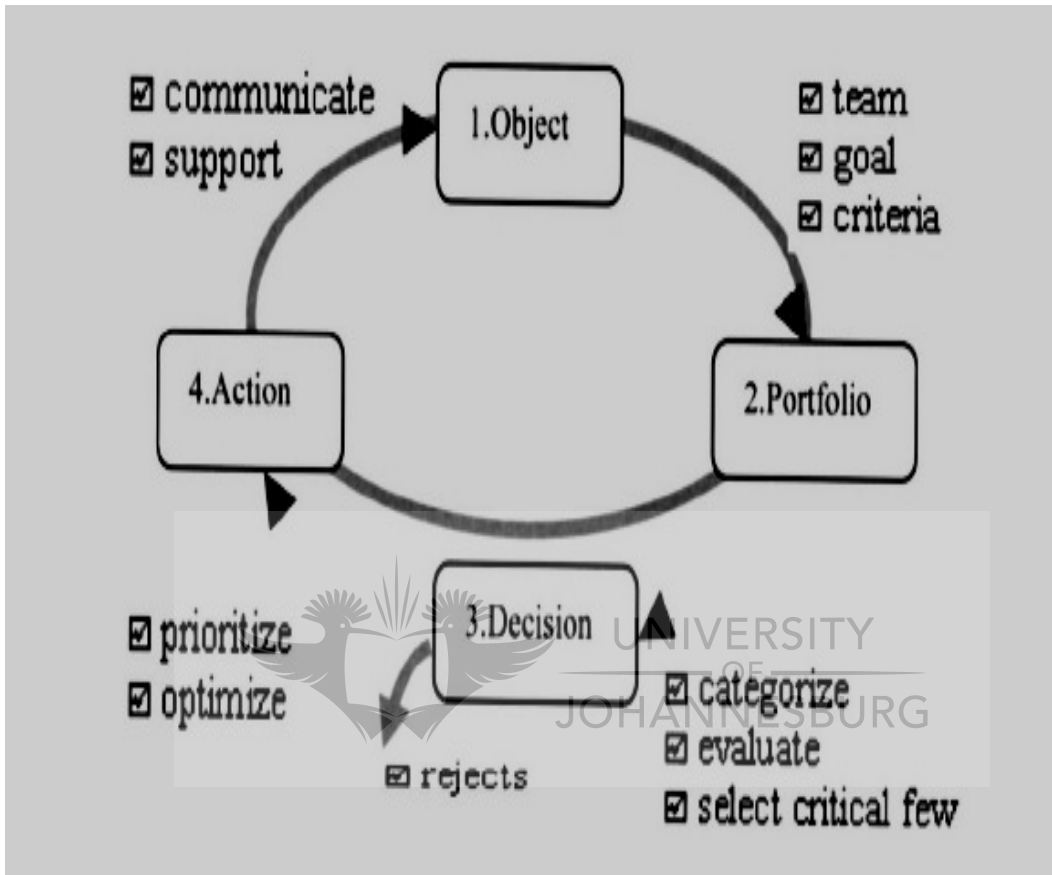 ☑ communicate
☑ support
1.Object
☑ team
☑ goal
☑ criteria
4.Action
2.Portfolio
3.Decision
☑ prioritize
☑ optimize
☑ rejects
UNIVERSITY
OF
JOHANNESBURG
☑ categorize
☑ evaluate
☑ select critical few